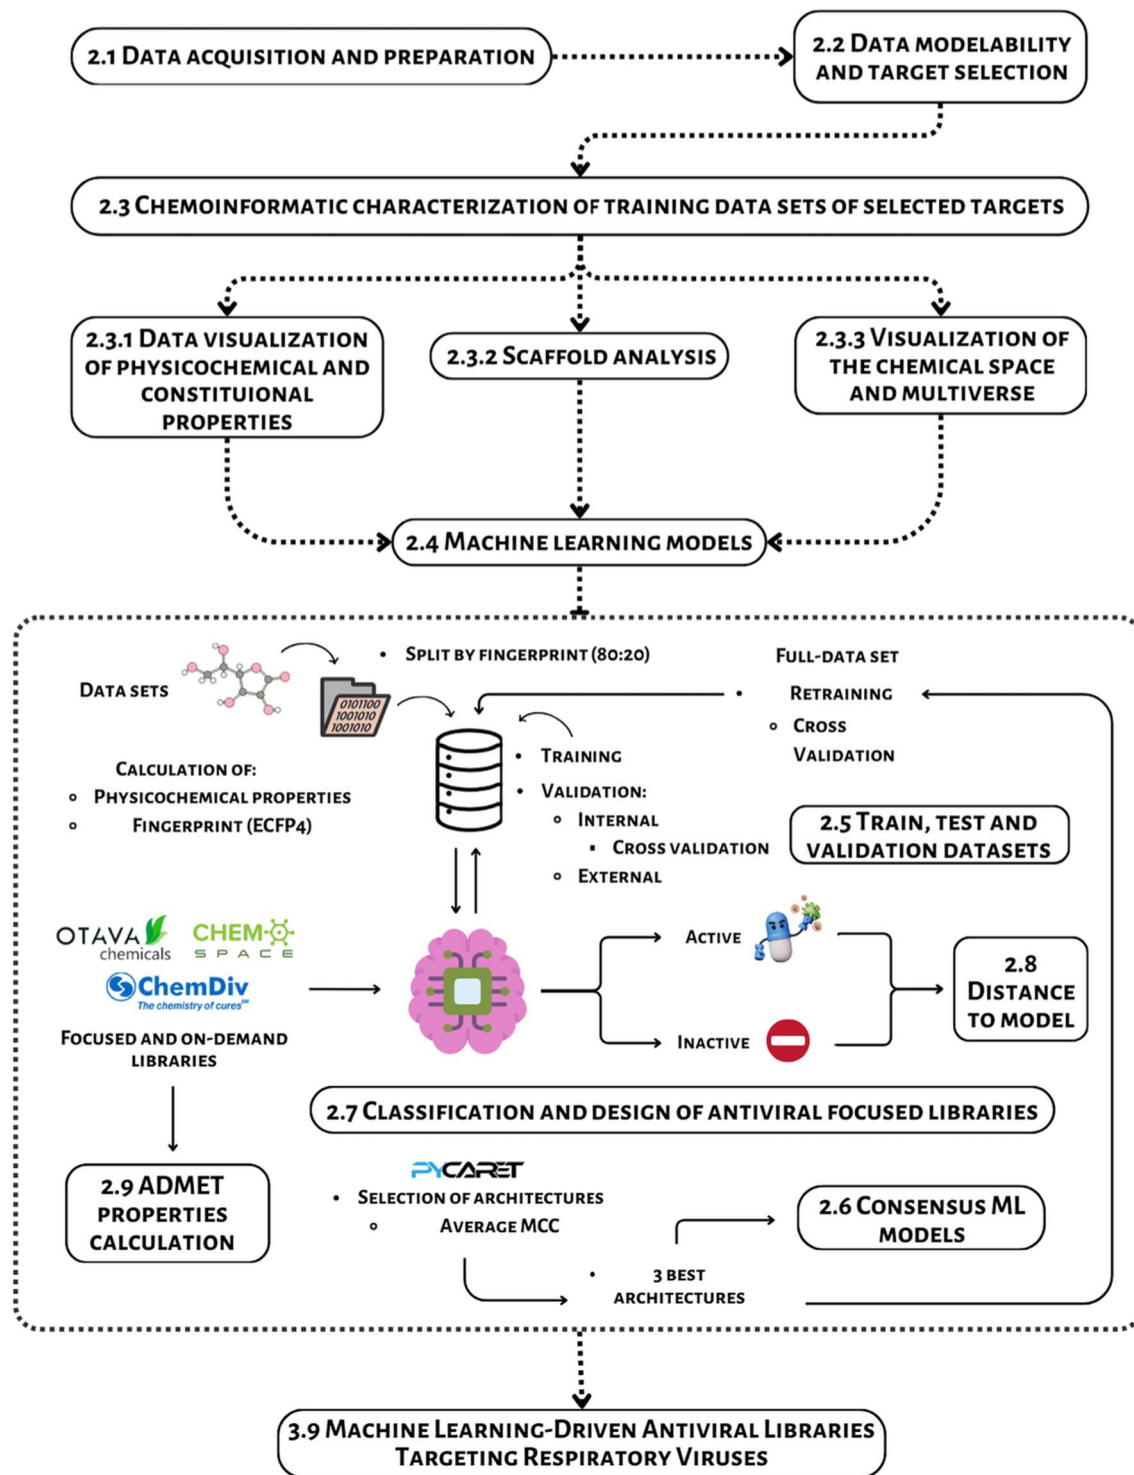 2.1 Data acquisition and preparation
2.2 Data modelability
and target selection
2.3 Chemoinformatic characterization of training data sets of selected targets
2.3.1 Data visualization
of physicochemical and
constituional
properties
2.3.2 Scaffold analysis
2.3.3 Visualization of
the chemical space
and multiverse
2.4 Machine learning models
Data sets
0101100
1001010
1001010
• Split by fingerprint (80:20)
Full-data set
• Retraining
○ Cross
Validation
Calculation of:
○ Physicochemical properties
○ Fingerprint (ECFP4)
• Training
• Validation:
○ Internal
▪ Cross validation
○ External
2.5 Train, test and
validation datasets
OTAVA
chemicals
CHEM
SPACE
ChemDiv
The chemistry of cures℠
Focused and on-demand
libraries
Active
Inactive
2.8
Distance
to model
2.7 Classification and design of antiviral focused libraries
2.9 ADMET
properties
calculation
PYCARET
• Selection of architectures
○ Average MCC
2.6 Consensus ML
models
• 3 best
architectures
3.9 Machine Learning-Driven Antiviral Libraries
Targeting Respiratory Viruses